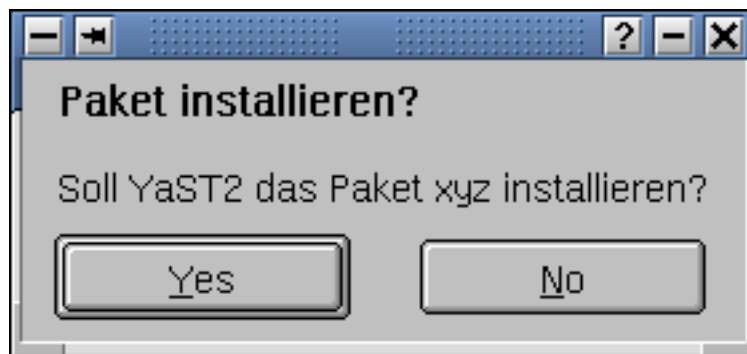 Paket installieren?
Soll YaST2 das Paket xyz installieren?
Yes No